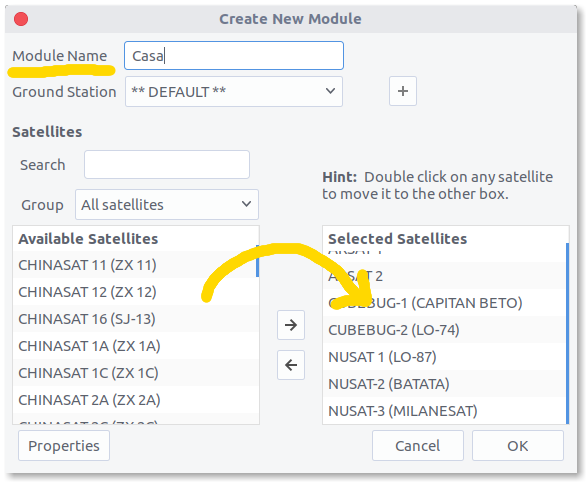 Create New Module
Module Name
Casa
Ground Station
** DEFAULT **
+
Satellites
Search
Hint: Double click on any satellite
to move it to the other box.
Group
All satellites
Available Satellites
CHINASAT 11 (ZX 11)
CHINASAT 12 (ZX 12)
CHINASAT 16 (SJ-13)
CHINASAT 1A (ZX 1A)
CHINASAT 1C (ZX 1C)
CHINASAT 2A (ZX 2A)
Selected Satellites
2
CUBEBUG-1 (CAPITAN BETO)
CUBEBUG-2 (LO-74)
NUSAT 1 (LO-87)
NUSAT-2 (BATATA)
NUSAT-3 (MILANESAT)
Properties
Cancel
OK